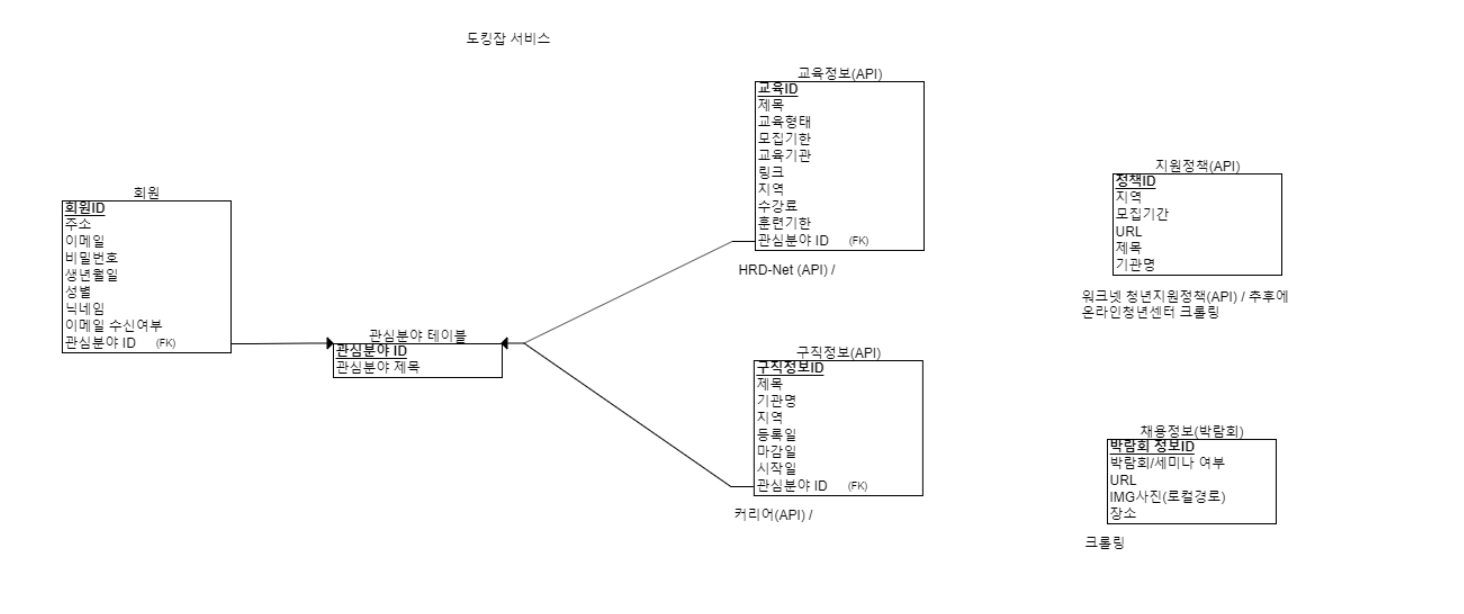 도킹잡 서비스
회원
회원ID
주소
이메일
비밀번호
생년월일
성별
닉네임
이메일 수신여부
관심분야 ID (FK)
관심분야 테이블
관심분야 ID
관심분야 제목
교육정보(API)
교육ID
제목
교육형태
모집기한
교육기관
링크
지역
수강료
훈련기한
관심분야 ID (FK)
HRD-Net (API) /
구직정보(API)
구직정보ID
제목
기관명
지역
등록일
마감일
시작일
관심분야 ID (FK)
커리어(API) /
지원정책(API)
정책ID
지역
모집기간
URL
제목
기관명
워크넷 청년지원정책(API) / 추후에
온라인청년센터 크롤링
채용정보(박람회)
박람회 정보ID
박람회/세미나 여부
URL
IMG사진(로컬경로)
장소
크롤링